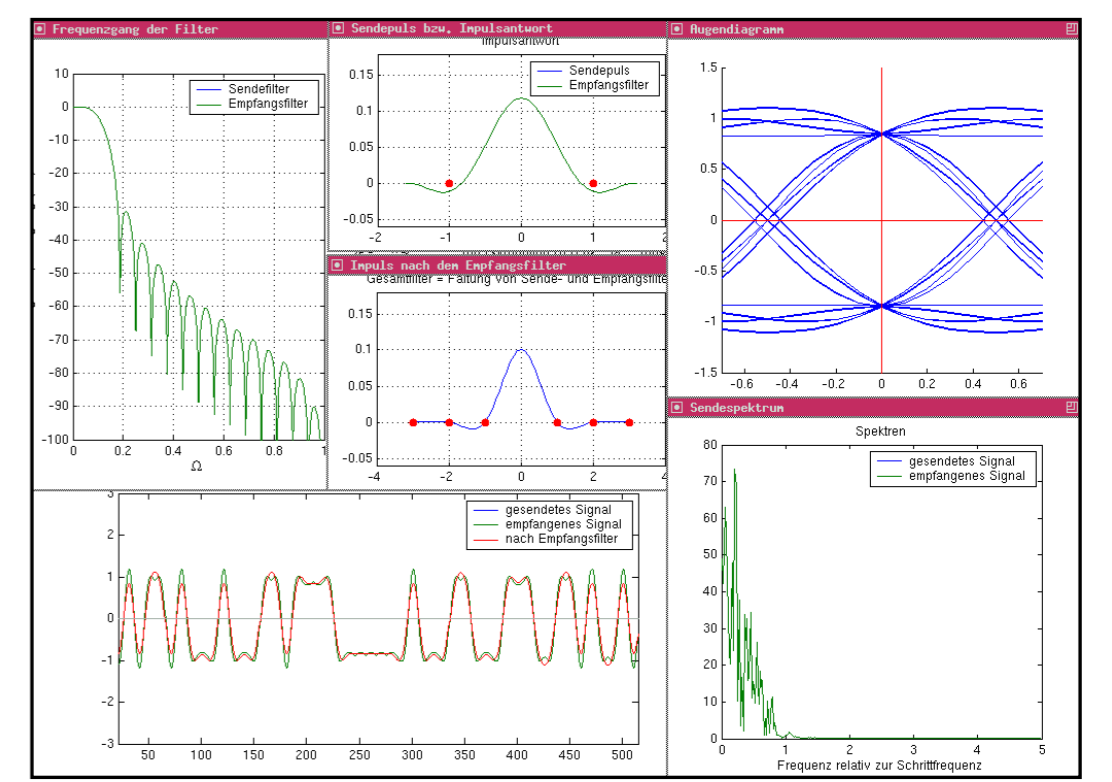 Frequenzgang der Filter
10
0
-10
-20
-30
-40
-50
-60
-70
-80
-90
-100
Sendefilter
Empfangsfilter
0 0.2 0.4 0.6 0.8 1
Ω
Sendepuls bzw. Impulsantwort
Impulsantwort
0.15
0.1
0.05
0
-0.05
Sendepuls
Empfangsfilter
-2 -1 0 1 2
Impuls nach dem Empfangsfilter
Gesamtfilter = Faltung von Sende- und Empfangsfilte
0.15
0.1
0.05
0
-0.05
-4 -2 0 2 4
Augendiagramm
1.5
1
0.5
0
-0.5
-1
-1.5
-0.6 -0.4 -0.2 0 0.2 0.4 0.6
3
2
1
0
-1
-2
-3
gesendetes Signal
empfangenes Signal
nach Empfangsfilter
50 100 150 200 250 300 350 400 450 500
Sendespektrum
Spektren
80
70
60
50
40
30
20
10
0
gesendetes Signal
empfangenes Signal
0 1 2 3 4 5
Frequenz relativ zur Schrittfrequenz